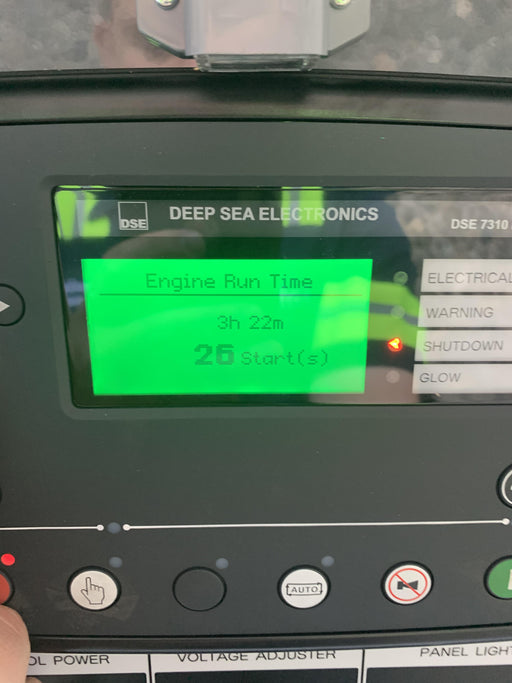 DSE
DEEP SEA ELECTRONICS
DSE 7310
Engine Run Time
3h 22m
26 Start(s)
ELECTRICAL
WARNING
SHUTDOWN
GLOW
AUTO
POWER
VOLTAGE ADJUSTER
PANEL LIGHT